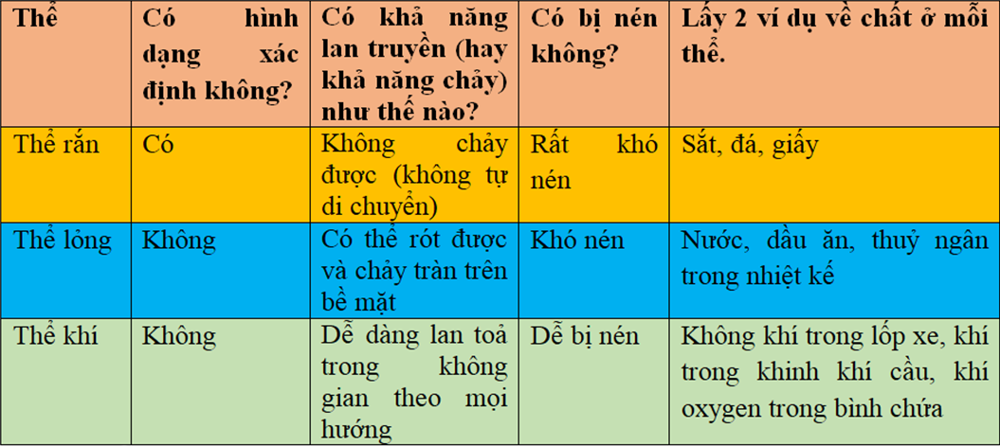 Thể
Có hình
dạng xác
định không?
Có khả năng
lan truyền (hay
khả năng chảy)
như thế nào?
Có bị nén
không?
Lấy 2 ví dụ về chất ở mỗi
thể.
Thể rắn
Có
Không chảy
được (không tự
di chuyển)
Rất khó
nén
Sắt, đá, giấy
Thể lỏng
Không
Có thể rót được
và chảy tràn trên
bề mặt
Khó nén
Nước, dầu ăn, thuỷ ngân
trong nhiệt kế
Thể khí
Không
Dễ dàng lan toả
trong không
gian theo mọi
hướng
Dễ bị nén
Không khí trong lốp xe, khí
trong khinh khí cầu, khí
oxygen trong bình chứa